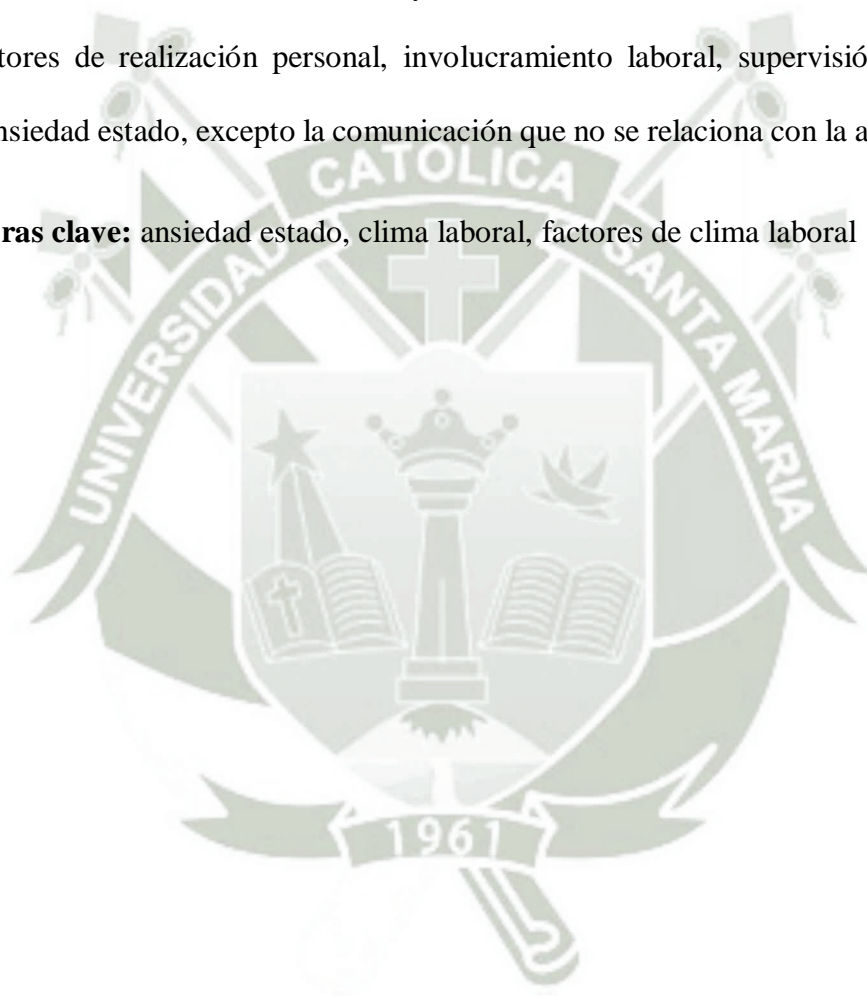 tores de realización personal, involucramiento laboral, supervisió
nsiedad estado, excepto la comunicación que no se relaciona con la a
ras clave: ansiedad estado, clima laboral, factores de clima laboral
UNIVERSIDAD CATOLICA SANTA MARIA
1961